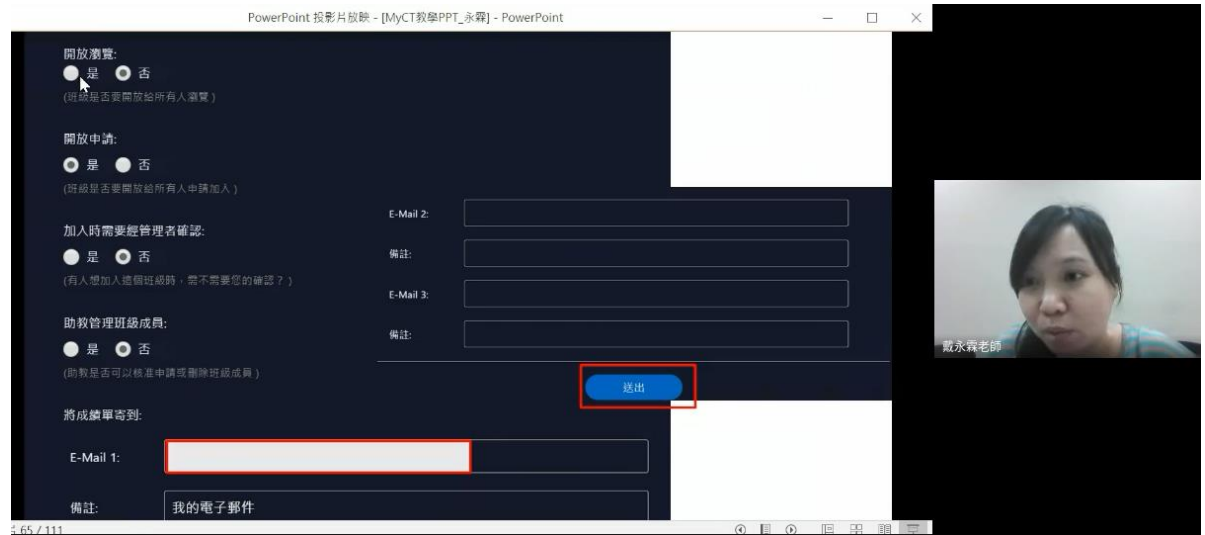 PowerPoint 投影片放映 - [MyCT教學PPT_永霖] - PowerPoint
開放瀏覽:
是 否
(班級是否要開放給所有人瀏覽)
開放申請:
是 否
(班級是否要開放給所有人申請加入)
加入時需要經管理者確認:
是 否
(有人想加入這個班級時，需不需要您的確認？)
助教管理班級成員:
是 否
(助教是否可以核准申請或刪除班級成員)
將成績單寄到:
E-Mail 1:
備註: 我的電子郵件
E-Mail 2:
備註:
E-Mail 3:
備註:
送出
戴永霖老師
65 / 111